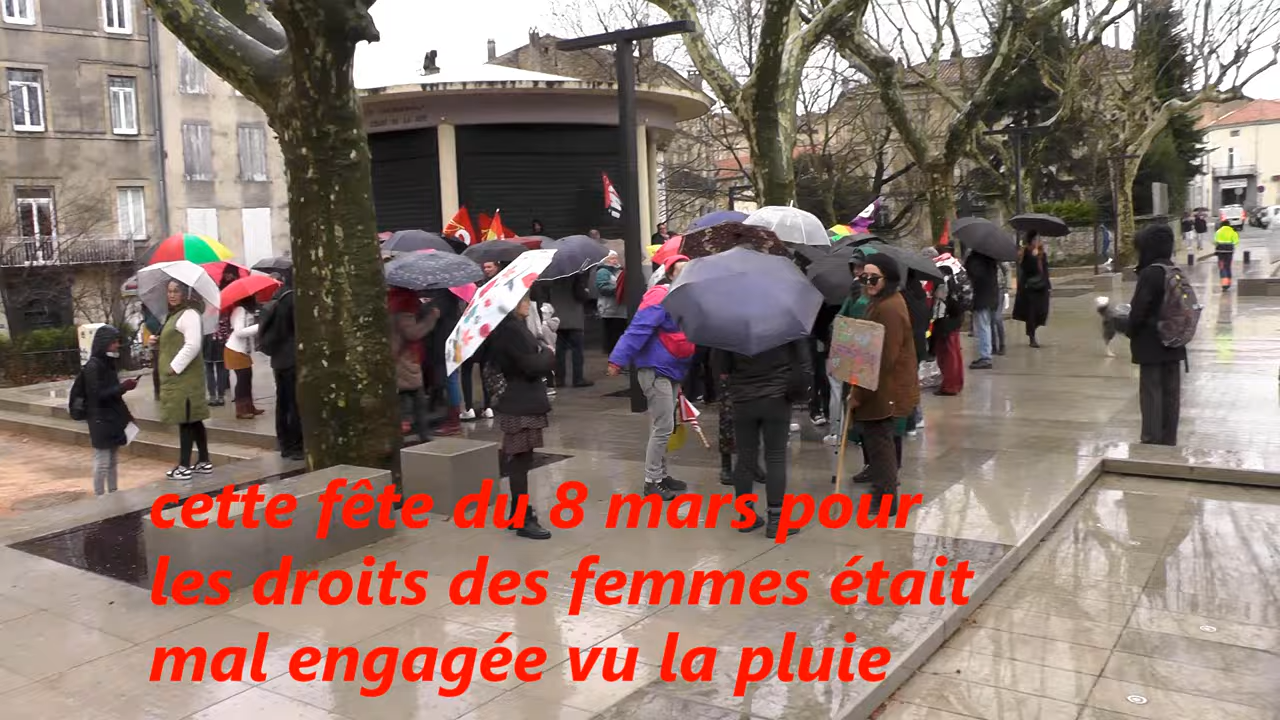 cette fête du 8 mars pour
les droits des femmes était
mal engagée vu la pluie